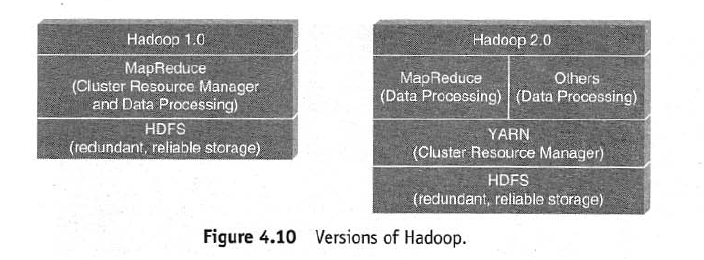 Hadoop 1.0
MapReduce
(Cluster Resource Manager
and Data Processing)
HDFS
(redundant, reliable storage)
Hadoop 2.0
MapReduce
(Data Processing)
Others
(Data Processing)
YARN
(Cluster Resource Manager)
HDFS
(redundant, reliable storage)
Figure 4.10 Versions of Hadoop.